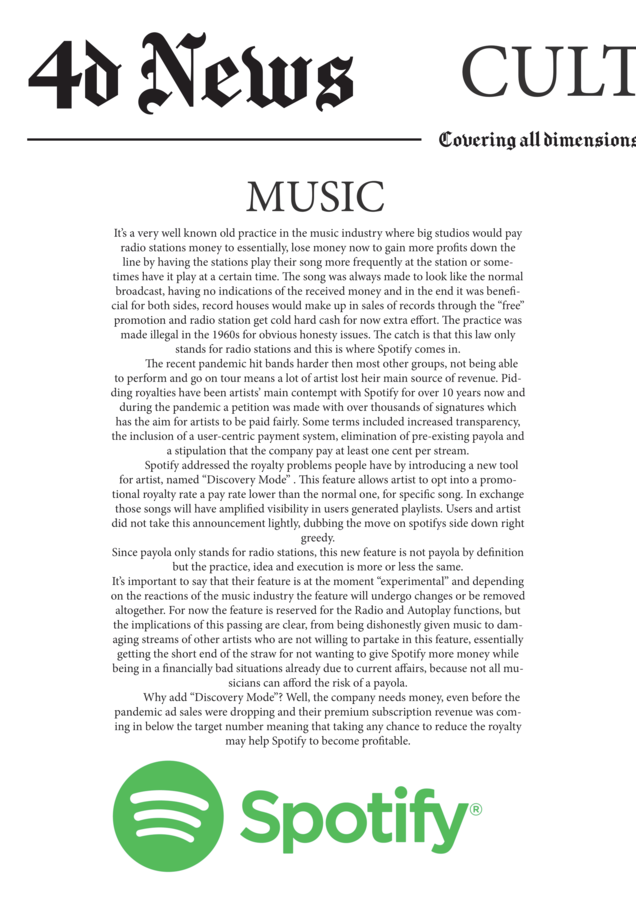 4d News
CULT
Covering all dimensions
MUSIC
It's a very well known old practice in the music industry where big studios would pay
radio stations money to essentially, lose money now to gain more profits down the
line by having the stations play their song more frequently at the station or some-
times have it play at a certain time. The song was always made to look like the normal
broadcast, having no indications of the received money and in the end it was benefi-
cial for both sides, record houses would make up in sales of records through the “free”
promotion and radio station get cold hard cash for now extra effort. The practice was
made illegal in the 1960s for obvious honesty issues. The catch is that this law only
stands for radio stations and this is where Spotify comes in.
The recent pandemic hit bands harder then most other groups, not being able
to perform and go on tour means a lot of artist lost heir main source of revenue. Pid-
ding royalties have been artists' main contempt with Spotify for over 10 years now and
during the pandemic a petition was made with over thousands of signatures which
has the aim for artists to be paid fairly. Some terms included increased transparency,
the inclusion of a user-centric payment system, elimination of pre-existing payola and
a stipulation that the company pay at least one cent per stream.
Spotify addressed the royalty problems people have by introducing a new tool
for artist, named “Discovery Mode” . This feature allows artist to opt into a promo-
tional royalty rate a pay rate lower than the normal one, for specific song. In exchange
those songs will have amplified visibility in users generated playlists. Users and artist
did not take this announcement lightly, dubbing the move on spotifys side down right
greedy.
Since payola only stands for radio stations, this new feature is not payola by definition
but the practice, idea and execution is more or less the same.
It's important to say that their feature is at the moment “experimental” and depending
on the reactions of the music industry the feature will undergo changes or be removed
altogether. For now the feature is reserved for the Radio and Autoplay functions, but
the implications of this passing are clear, from being dishonestly given music to dam-
aging streams of other artists who are not willing to partake in this feature, essentially
getting the short end of the straw for not wanting to give Spotify more money while
being in a financially bad situations already due to current affairs, because not all mu-
sicians can afford the risk of a payola.
Why add “Discovery Mode”? Well, the company needs money, even before the
pandemic ad sales were dropping and their premium subscription revenue was com-
ing in below the target number meaning that taking any chance to reduce the royalty
may help Spotify to become profitable.
Spotify®